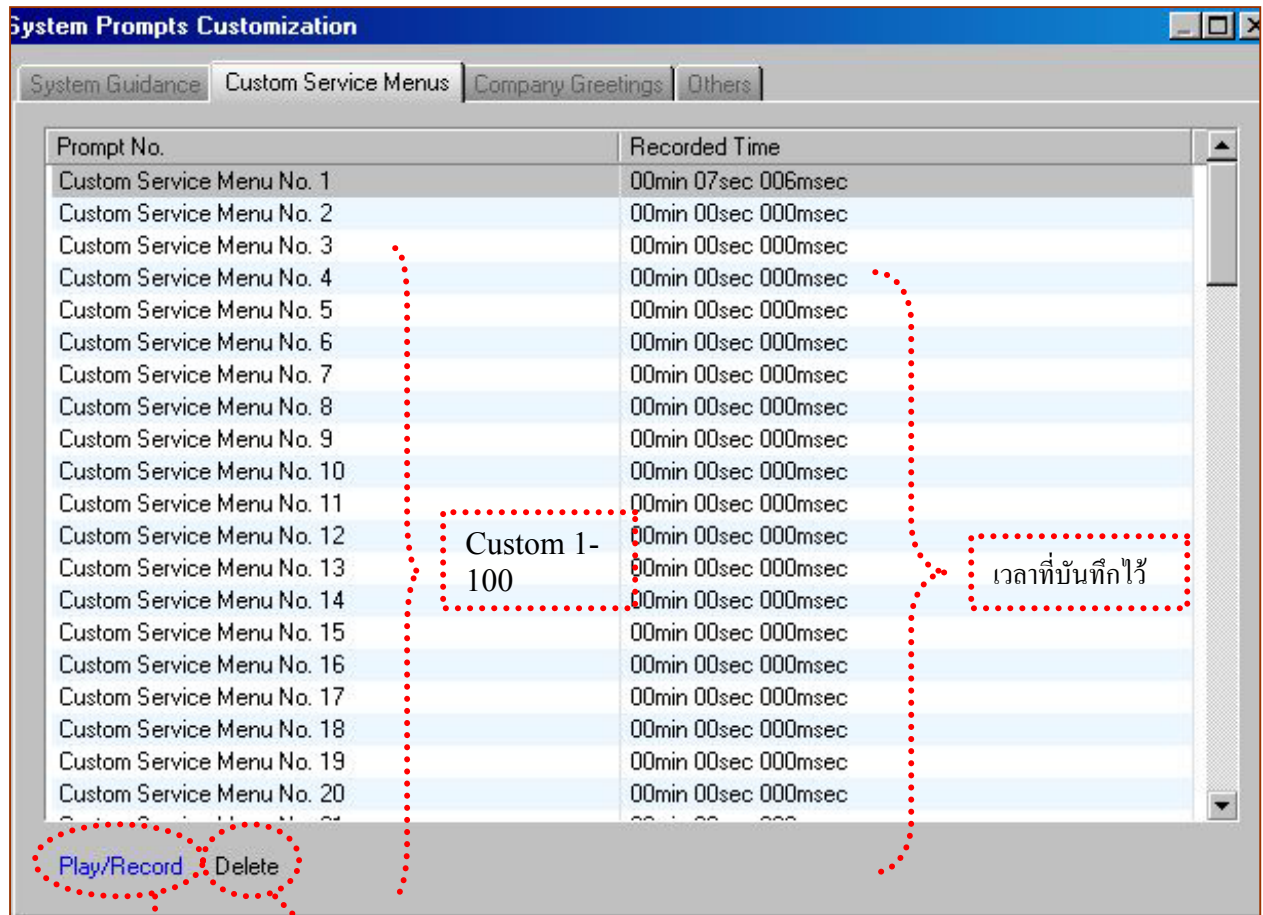 System Prompts Customization
System Guidance Custom Service Menus Company Greetings Others
Prompt No. Recorded Time
Custom Service Menu No. 1 00min 07sec 006msec
Custom Service Menu No. 2 00min 00sec 000msec
Custom Service Menu No. 3 00min 00sec 000msec
Custom Service Menu No. 4 00min 00sec 000msec
Custom Service Menu No. 5 00min 00sec 000msec
Custom Service Menu No. 6 00min 00sec 000msec
Custom Service Menu No. 7 00min 00sec 000msec
Custom Service Menu No. 8 00min 00sec 000msec
Custom Service Menu No. 9 00min 00sec 000msec
Custom Service Menu No. 10 00min 00sec 000msec
Custom Service Menu No. 11 00min 00sec 000msec
Custom Service Menu No. 12 00min 00sec 000msec
Custom Service Menu No. 13 00min 00sec 000msec
Custom Service Menu No. 14 00min 00sec 000msec
Custom Service Menu No. 15 00min 00sec 000msec
Custom Service Menu No. 16 00min 00sec 000msec
Custom Service Menu No. 17 00min 00sec 000msec
Custom Service Menu No. 18 00min 00sec 000msec
Custom Service Menu No. 19 00min 00sec 000msec
Custom Service Menu No. 20 00min 00sec 000msec
Custom 1-
100
เวลาที่บันทึกไว้
Play/Record Delete